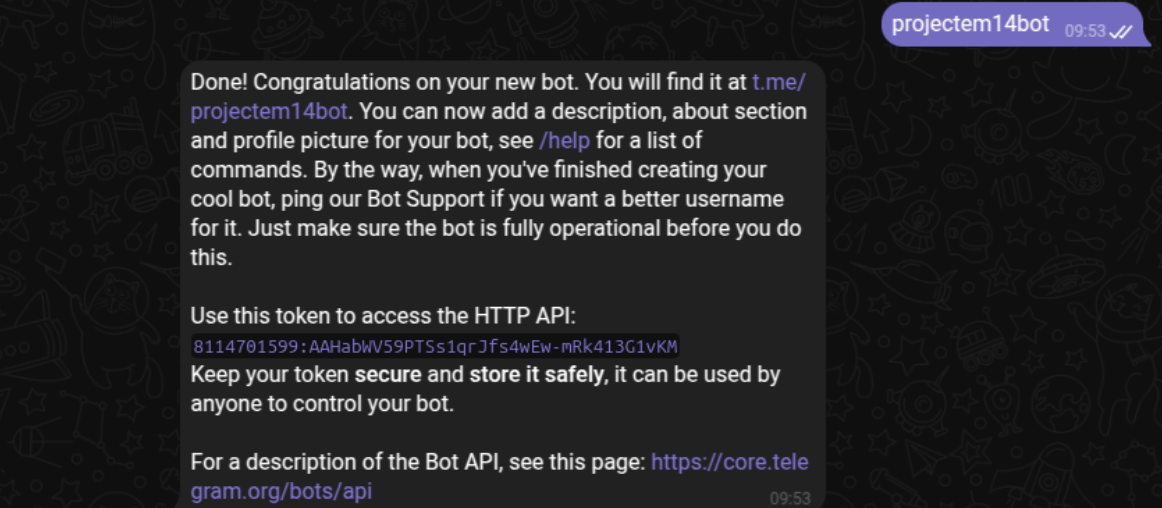 projectem14bot 09:53
Done! Congratulations on your new bot. You will find it at t.me/
projectem14bot. You can now add a description, about section
and profile picture for your bot, see /help for a list of
commands. By the way, when you've finished creating your
cool bot, ping our Bot Support if you want a better username
for it. Just make sure the bot is fully operational before you do
this.
Use this token to access the HTTP API:
8114701599:AAHabWV59PTSs1qrJfs4wEw-mRk413G1vKM
Keep your token secure and store it safely, it can be used by
anyone to control your bot.
For a description of the Bot API, see this page: https://core.tele
gram.org/bots/api
09:53